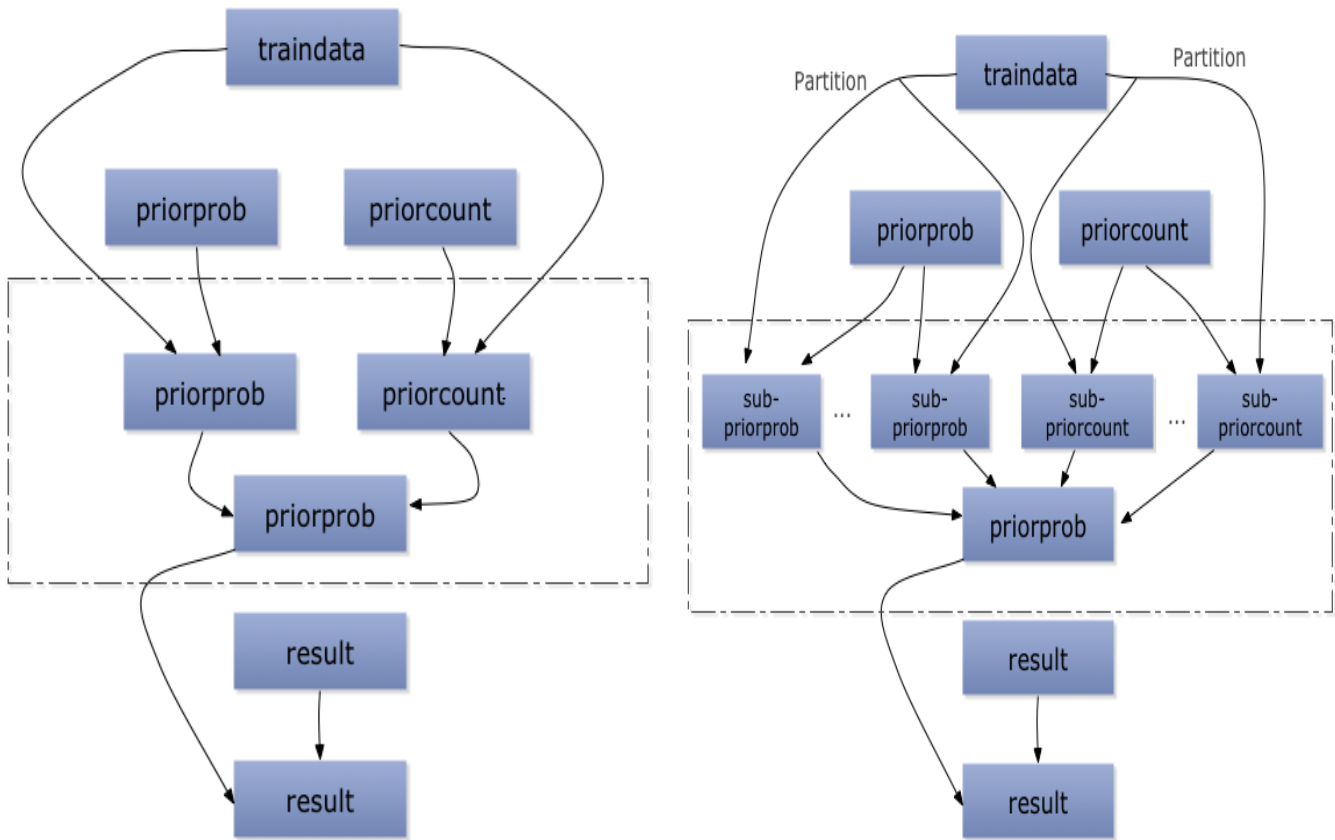 traindata
priorprob
priorcount
priorprob
priorcount
priorprob
result
result
Partition
traindata
Partition
priorprob
priorcount
sub-
priorprob
...
sub-
priorprob
sub-
priorcount
...
sub-
priorcount
priorprob
result
result